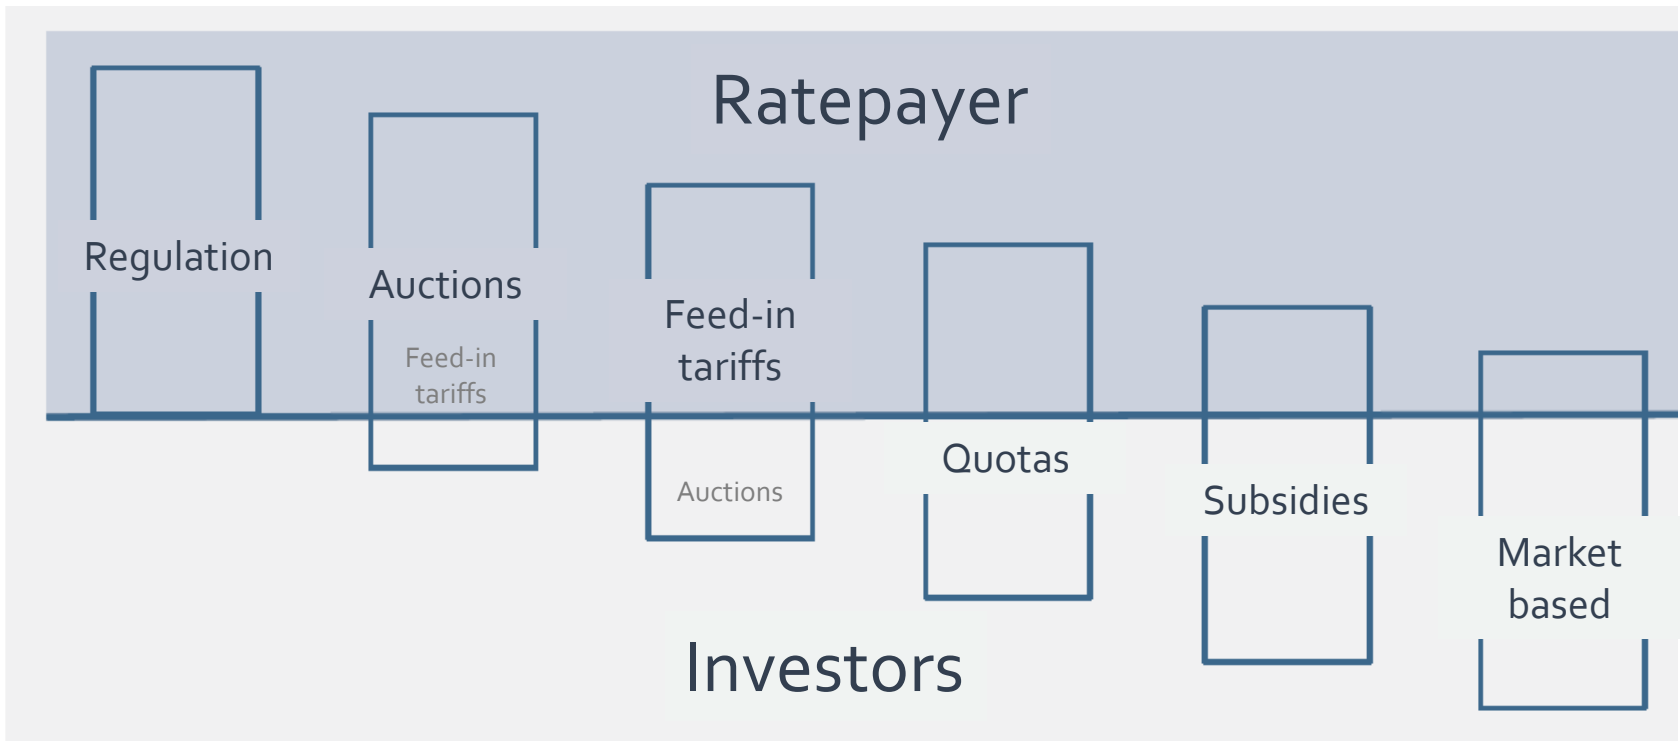 Ratepayer
Regulation
Auctions
Feed-in
tariffs
Feed-in
tariffs
Auctions
Quotas
Subsidies
Market
based
Investors